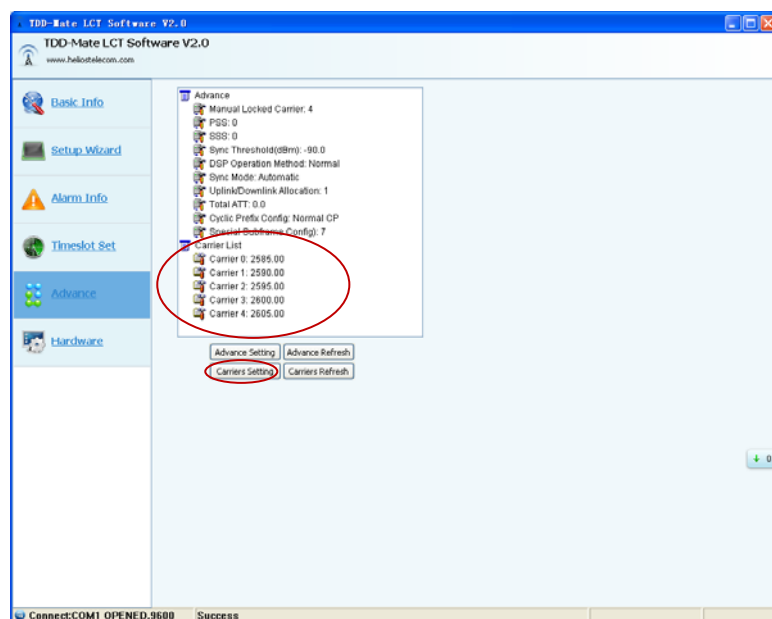 TDD-Mate LCT Software V2.0
TDD-Mate LCT Software V2.0
www.heliostelecom.com
Basic Info
Setup Wizard
Alarm Info
Timeslot Set
Advance
Hardware
Advance
Manual Locked Carrier: 4
PSS: 0
SSS: 0
Sync Threshold(dBm): -90.0
DSP Operation Method: Normal
Sync Mode: Automatic
Uplink/Downlink Allocation: 1
Total ATT: 0.0
Cyclic Prefix Config: Normal CP
Special Subframe Config): 7
Carrier List
Carrier 0: 2585.00
Carrier 1: 2590.00
Carrier 2: 2595.00
Carrier 3: 2600.00
Carrier 4: 2605.00
Advance Setting Advance Refresh
Carriers Setting Carriers Refresh
0
Connect:COM1 OPENED.9600 Success